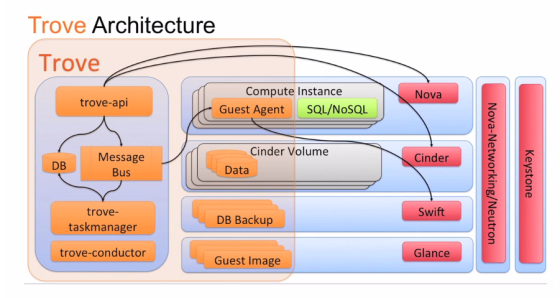 Trove Architecture
Trove
trove-api
DB
Message
Bus
trove-
taskmanager
trove-conductor
Compute Instance
Guest Agent
SQL/NoSQL
Nova
Cinder Volume
Data
Cinder
DB Backup
Swift
Guest Image
Glance
Nova-Networking/Neutron
Keystone